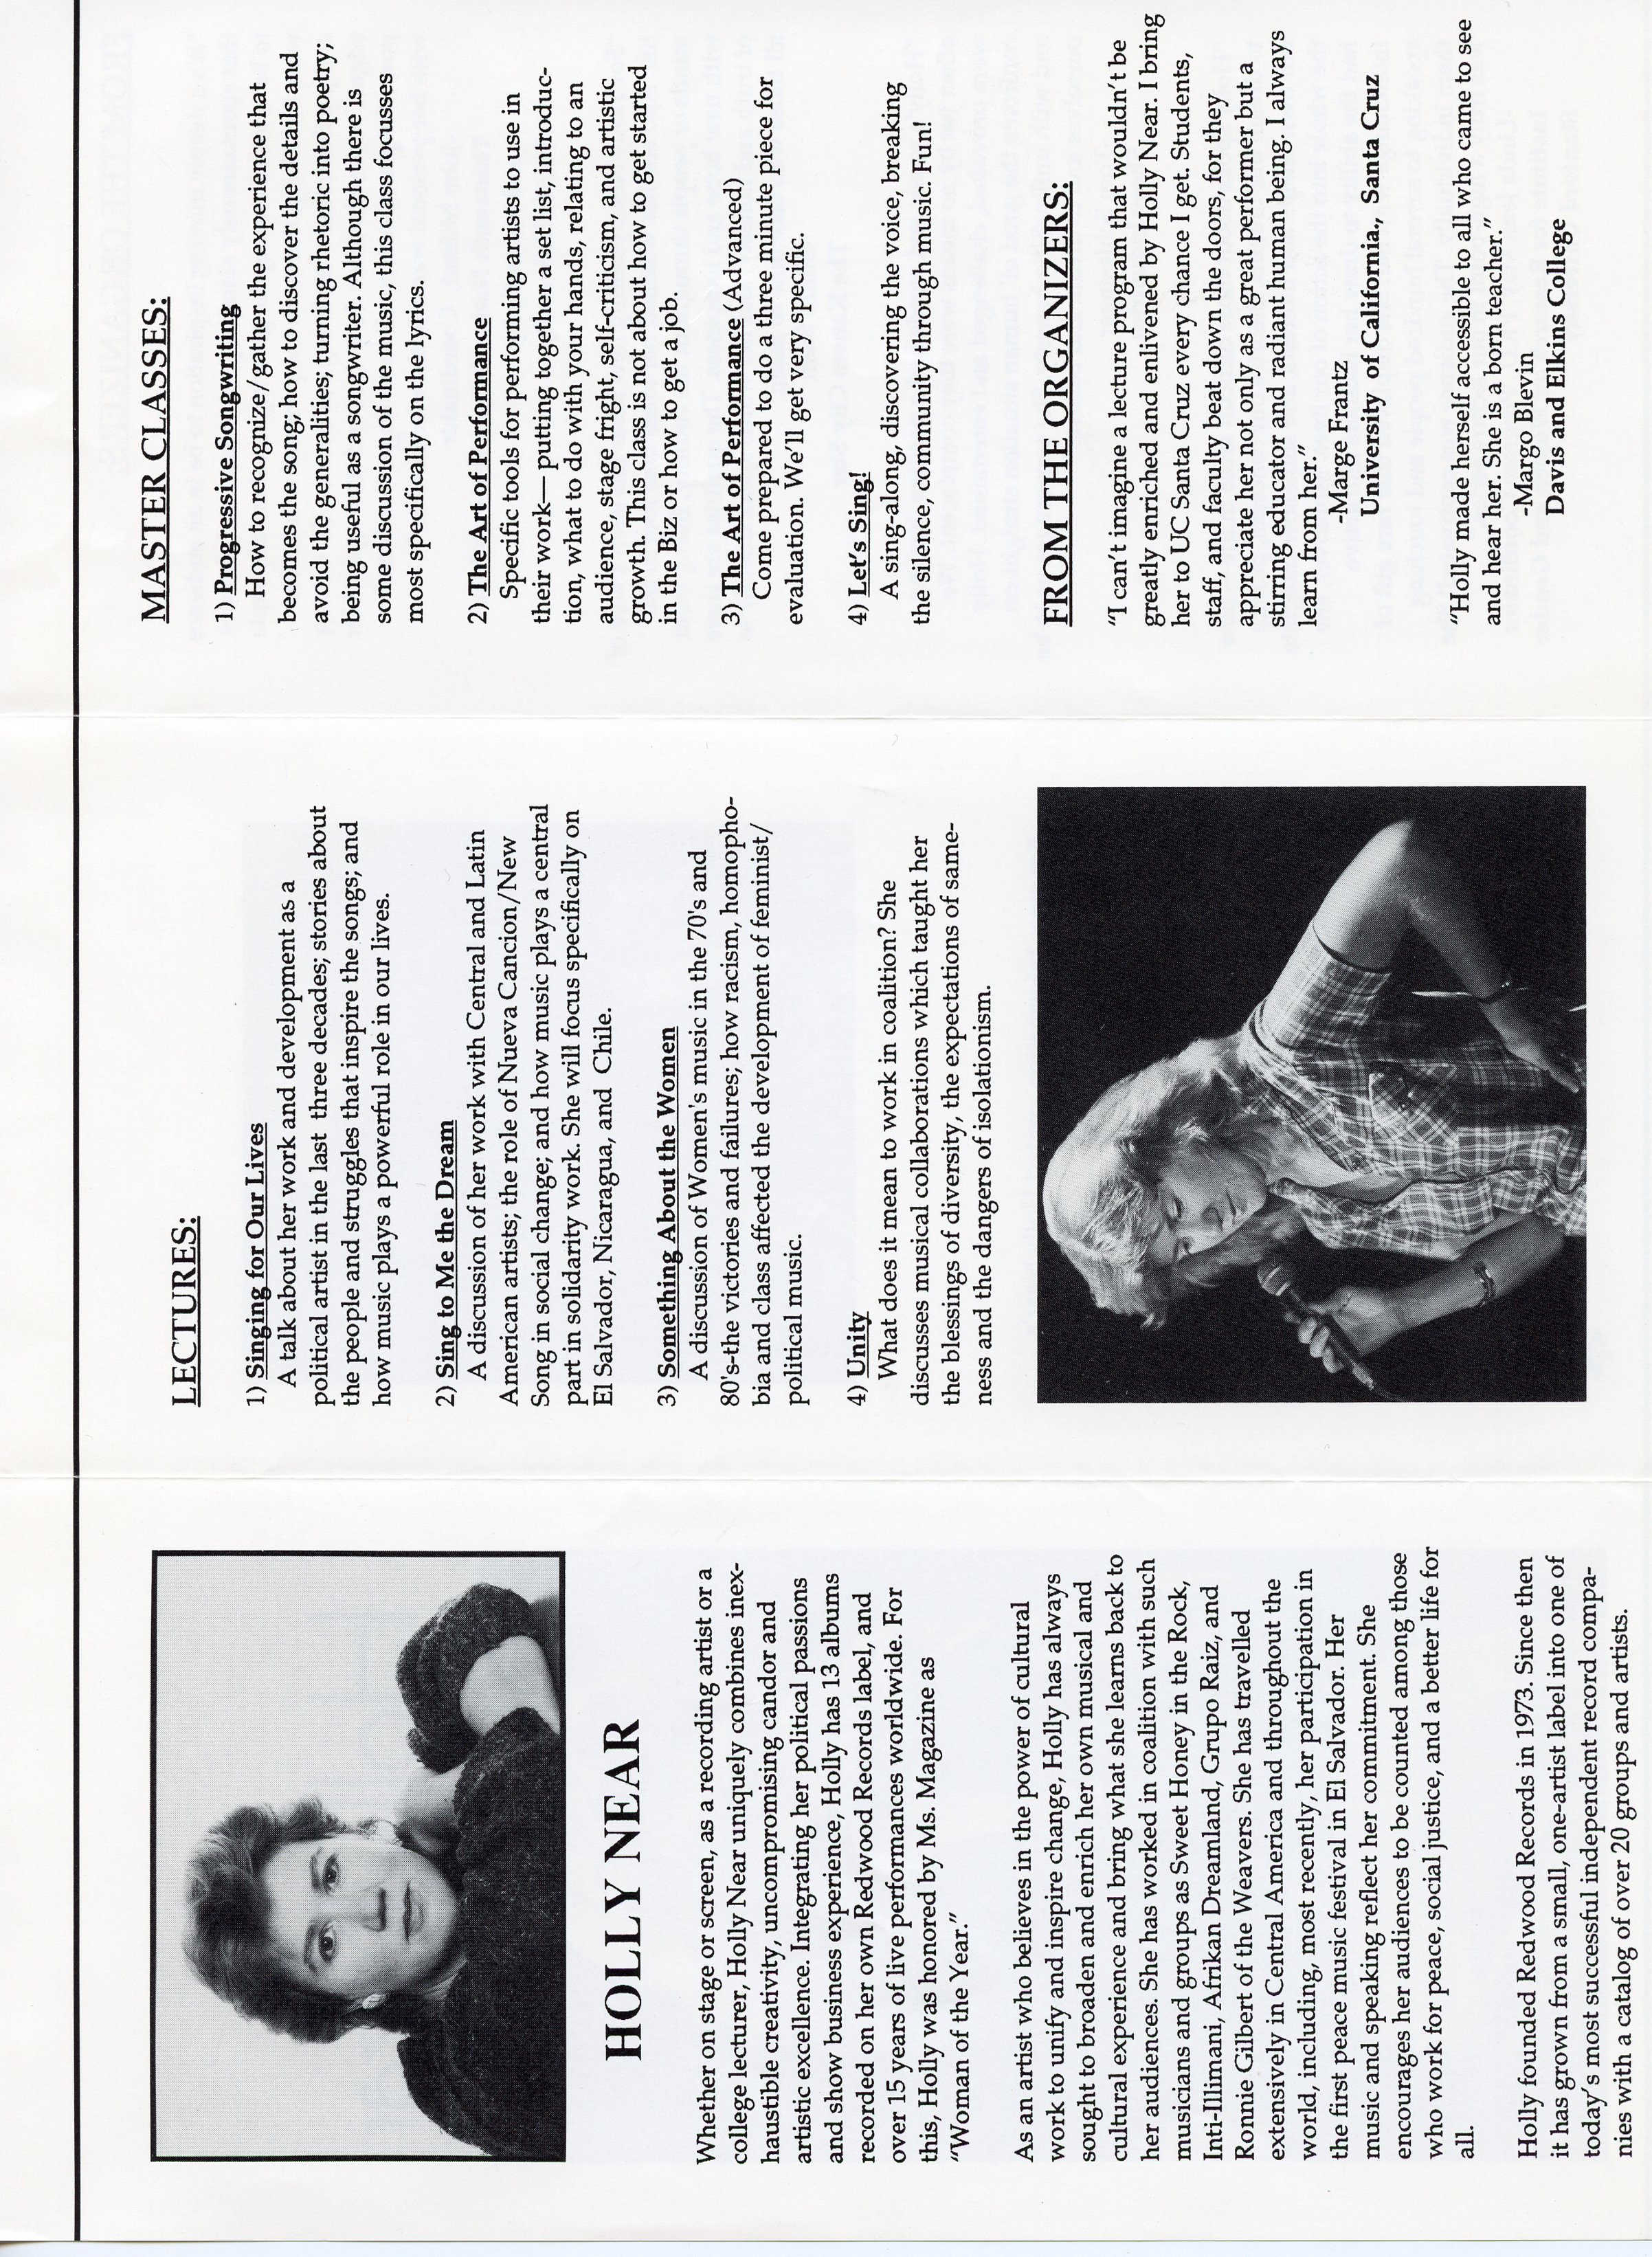 HOLLY NEAR
Whether on stage or screen, as a recording artist or a
college lecturer, Holly Near uniquely combines inex-
haustible creativity, uncompromising candor and
artistic excellence. Integrating her political passions
and show business experience, Holly has 13 albums
recorded on her own Redwood Records label, and
over 15 years of live performances worldwide. For
this, Holly was honored by Ms. Magazine as
“Woman of the Year.”
As an artist who believes in the power of cultural
work to unify and inspire change, Holly has always
sought to broaden and enrich her own musical and
cultural experience and bring what she learns back to
her audiences. She has worked in coalition with such
musicians and groups as Sweet Honey in the Rock,
Inti-Illimani, Afrikan Dreamland, Grupo Raiz, and
Ronnie Gilbert of the Weavers. She has travelled
extensively in Central America and throughout the
world, including, most recently, her participation in
the first peace music festival in El Salvador. Her
music and speaking reflect her commitment. She
encourages her audiences to be counted among those
who work for peace, social justice, and a better life for
all.
Holly founded Redwood Records in 1973. Since then
it has grown from a small, one-artist label into one of
today's most successful independent record compa-
nies with a catalog of over 20 groups and artists.
LECTURES:
1) Singing for Our Lives
A talk about her work and development as a
political artist in the last three decades; stories about
the people and struggles that inspire the songs; and
how music plays a powerful role in our lives.
2) Sing to Me the Dream
A discussion of her work with Central and Latin
American artists; the role of Nueva Cancion/New
Song in social change; and how music plays a central
part in solidarity work. She will focus specifically on
El Salvador, Nicaragua, and Chile.
3) Something About the Women
A discussion of Women's music in the 70's and
80's-the victories and failures; how racism, homopho-
bia and class affected the development of feminist/
political music.
4) Unity
What does it mean to work in coalition? She
discusses musical collaborations which taught her
the blessings of diversity, the expectations of same-
ness and the dangers of isolationism.
MASTER CLASSES:
1) Progressive Songwriting
How to recognize/gather the experience that
becomes the song; how to discover the details and
avoid the generalities; turning rhetoric into poetry;
being useful as a songwriter. Although there is
some discussion of the music, this class focusses
most specifically on the lyrics.
2) The Art of Performance
Specific tools for performing artists to use in
their work— putting together a set list, introduc-
tion, what to do with your hands, relating to an
audience, stage fright, self-criticism, and artistic
growth. This class is not about how to get started
in the Biz or how to get a job.
3) The Art of Performance (Advanced)
Come prepared to do a three minute piece for
evaluation. We'll get very specific.
4) Let's Sing!
A sing-along, discovering the voice, breaking
the silence, community through music. Fun!
FROM THE ORGANIZERS:
“I can't imagine a lecture program that wouldn't be
greatly enriched and enlivened by Holly Near. I bring
her to UC Santa Cruz every chance I get. Students,
staff, and faculty beat down the doors, for they
appreciate her not only as a great performer but a
stirring educator and radiant human being. I always
learn from her.”
-Marge Frantz
University of California., Santa Cruz
“Holly made herself accessible to all who came to see
and hear her. She is a born teacher.”
-Margo Blevin
Davis and Elkins College